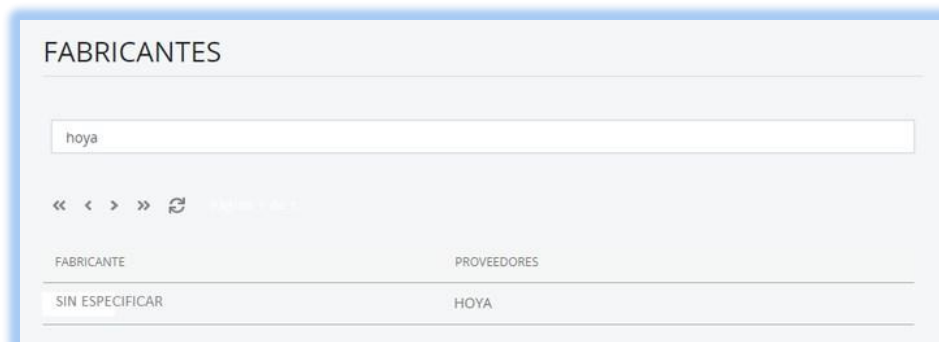 FABRICANTES
hoya
« < > »
FABRICANTE PROVEEDORES
SIN ESPECIFICAR HOYA